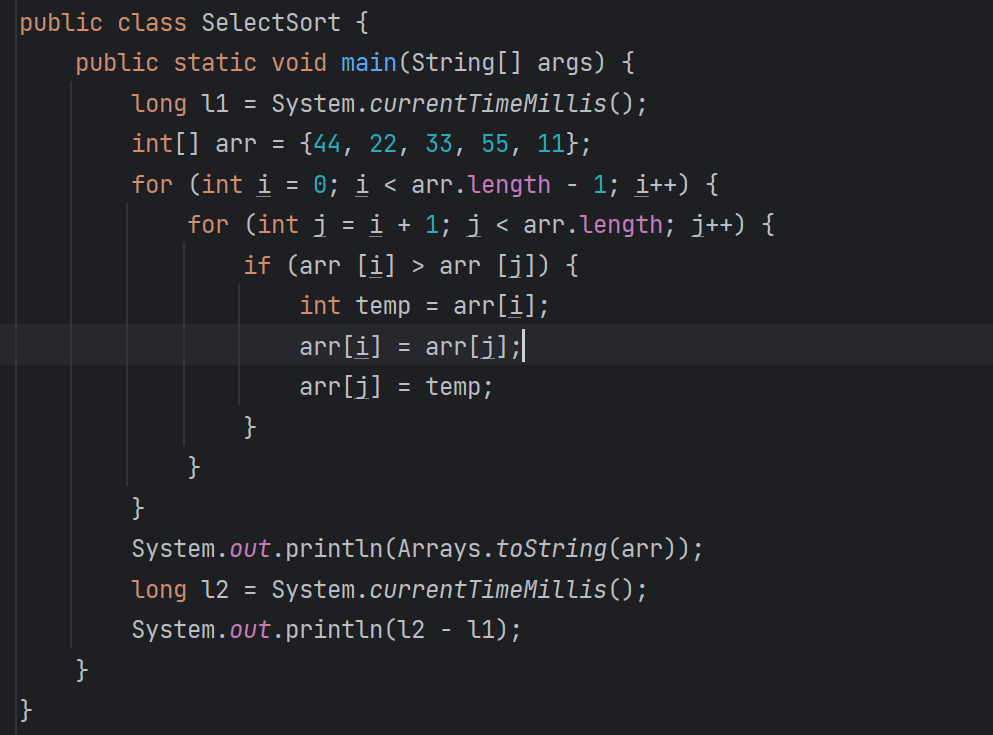 public class SelectSort {
    public static void main(String[] args) {
        long l1 = System.currentTimeMillis();
        int[] arr = {44, 22, 33, 55, 11};
        for (int i = 0; i < arr.length - 1; i++) {
            for (int j = i + 1; j < arr.length; j++) {
                if (arr [i] > arr [j]) {
                    int temp = arr[i];
                    arr[i] = arr[j];
                    arr[j] = temp;
                }
            }
        }
        System.out.println(Arrays.toString(arr));
        long l2 = System.currentTimeMillis();
        System.out.println(l2 - l1);
    }
}